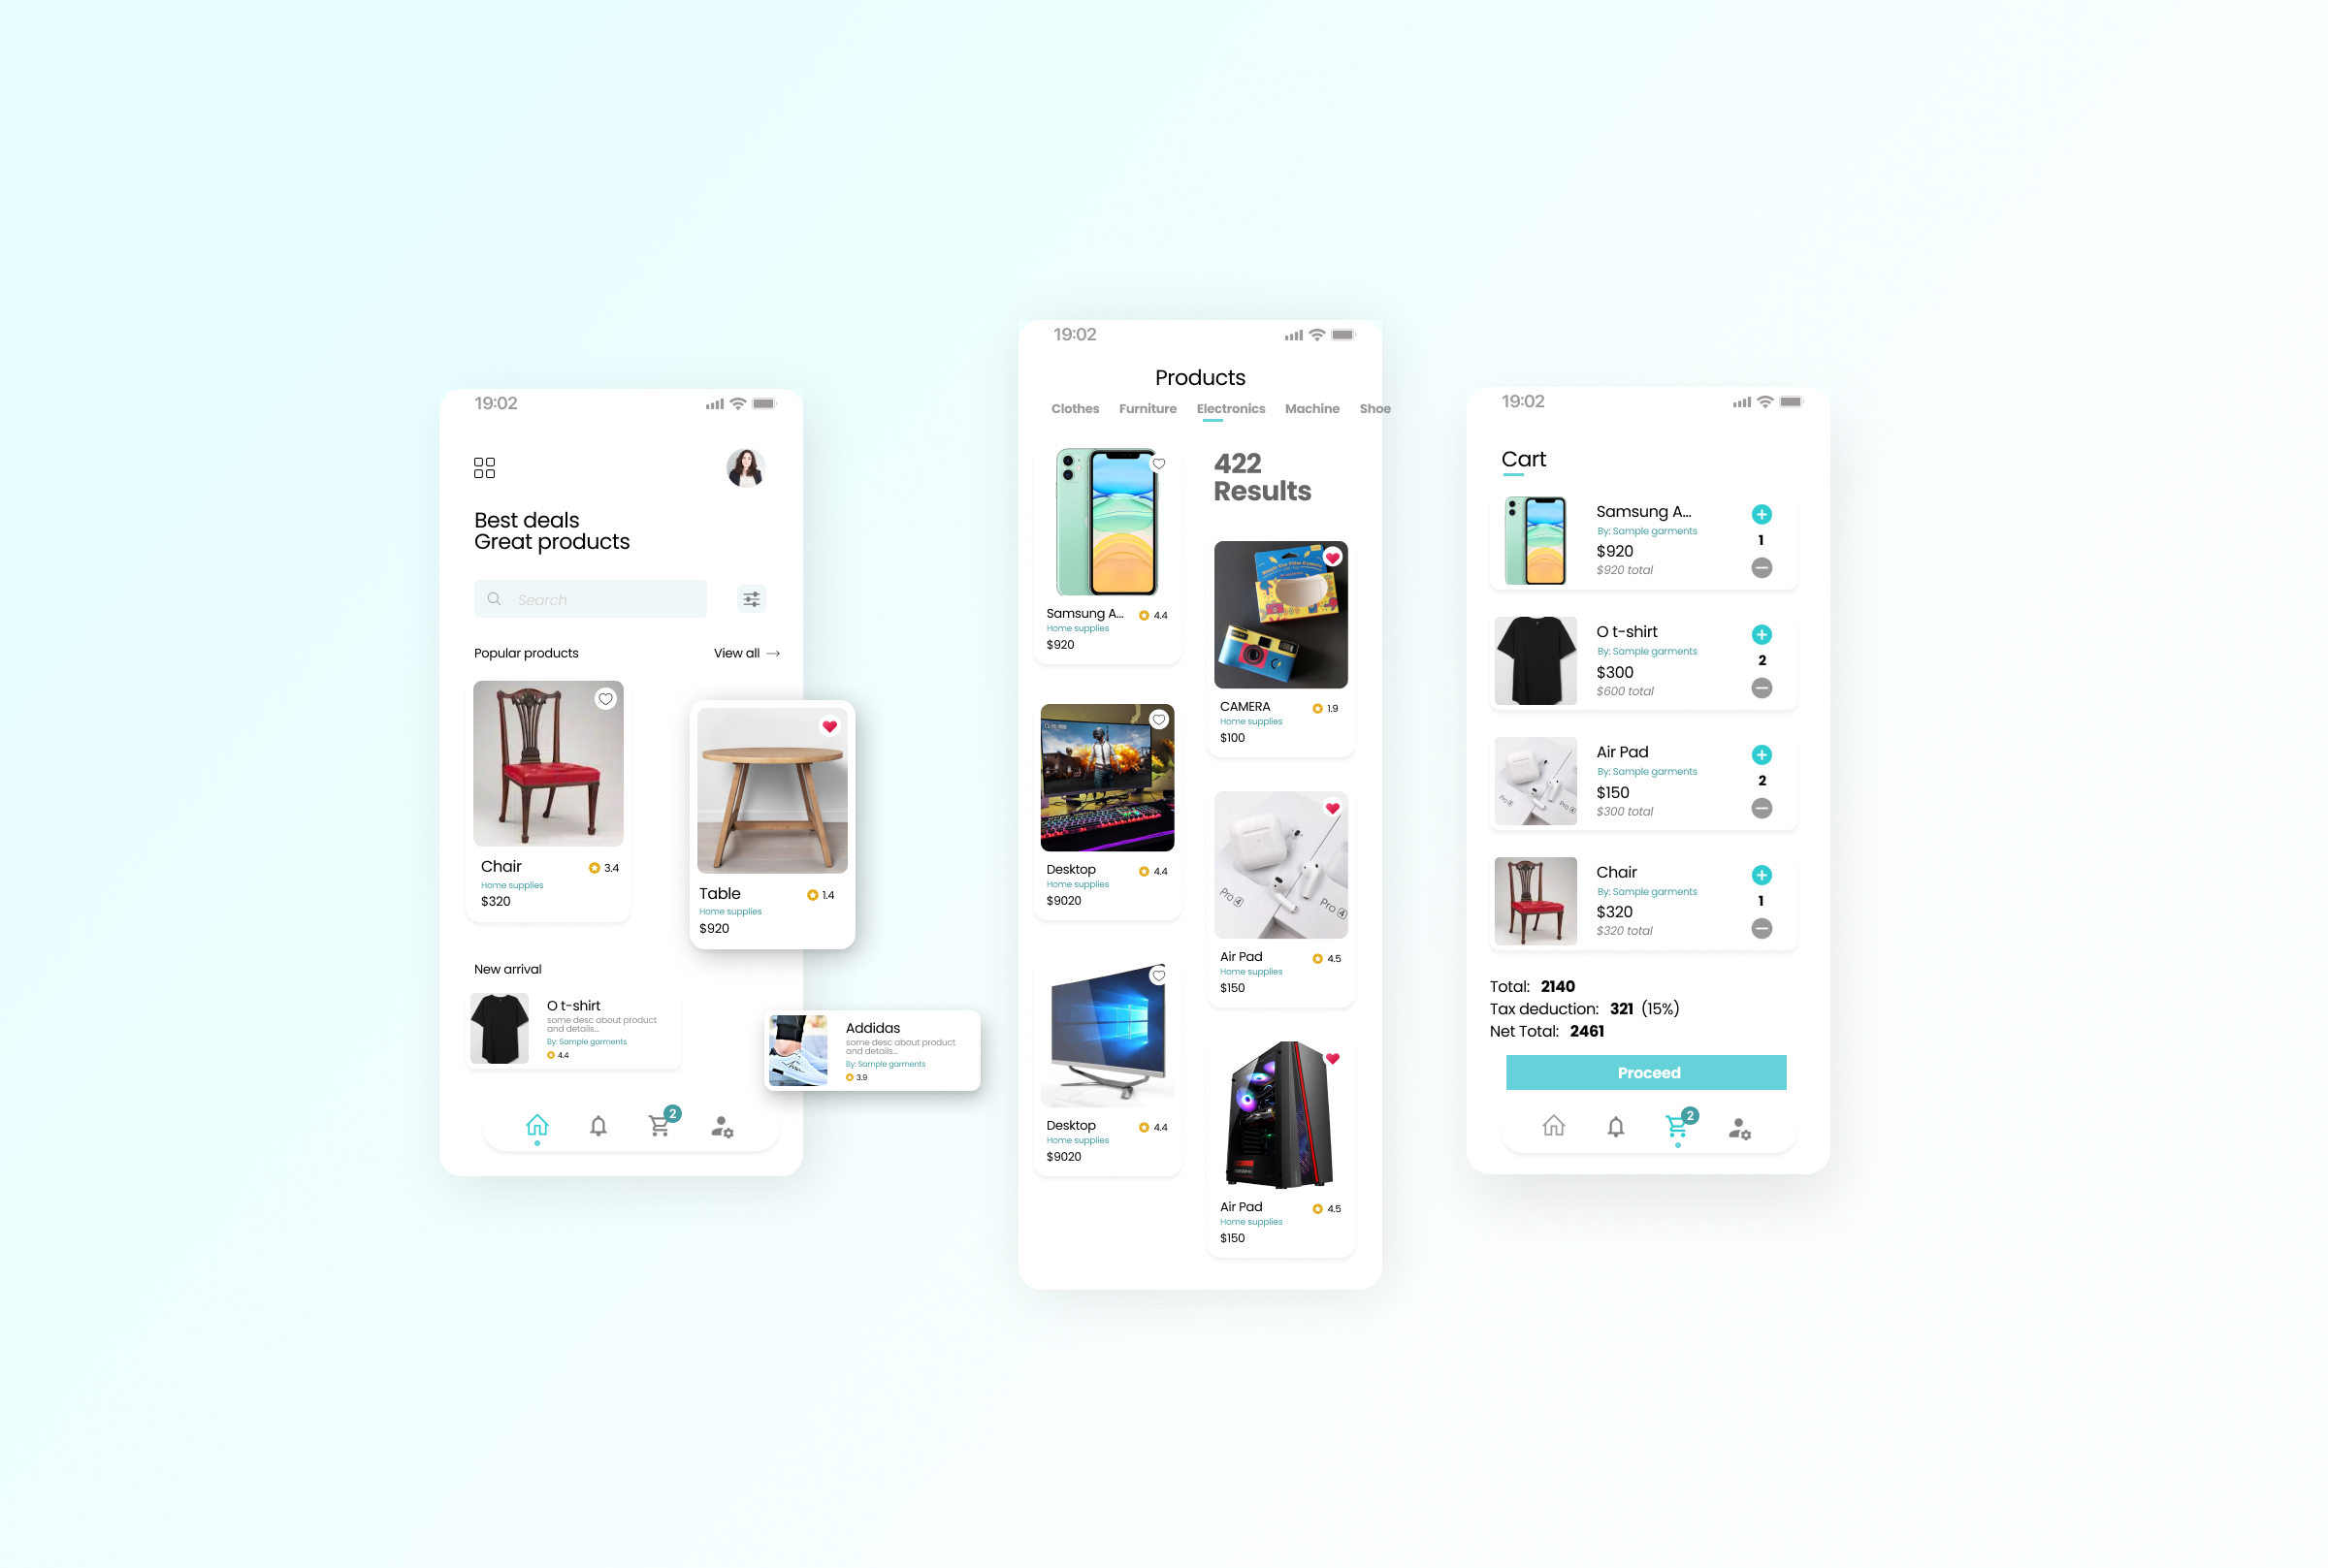 19:02
Best deals
Great products
Search
Popular products
View all
Chair
3.4
Home supplies
$320
Table
1.4
Home supplies
$920
New arrival
O t-shirt
some desc about product
and details...
By: Sample garments
4.4
Addidas
some desc about product
and details...
By: Sample garments
3.9
2
19:02
Products
Clothes Furniture Electronics Machine Shoe
422
Results
Samsung A...
4.4
Home supplies
$920
CAMERA
1.9
Home supplies
$100
Desktop
4.4
Home supplies
$9020
Pro 4
Pro 4
Air Pad
4.5
Home supplies
$150
Desktop
4.4
Home supplies
$9020
Air Pad
4.5
Home supplies
$150
19:02
Cart
Samsung A...
By: Sample garments
$920
$920 total
1
O t-shirt
By: Sample garments
$300
$600 total
2
Air Pad
By: Sample garments
$150
$300 total
2
Chair
By: Sample garments
$320
$320 total
1
Total: 2140
Tax deduction: 321 (15%)
Net Total: 2461
Proceed
2